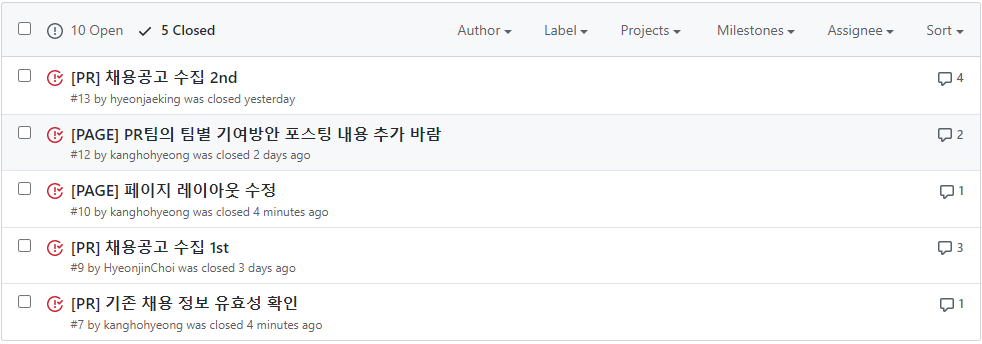 10 Open 5 Closed Author Label Projects Milestones Assignee Sort
[PR] 채용공고 수집 2nd 4
#13 by hyeonjaeking was closed yesterday
[PAGE] PR팀의 팀별 기여방안 포스팅 내용 추가 바람 2
#12 by kanghohyeong was closed 2 days ago
[PAGE] 페이지 레이아웃 수정 1
#10 by kanghohyeong was closed 4 minutes ago
[PR] 채용공고 수집 1st 3
#9 by HyeonjinChoi was closed 3 days ago
[PR] 기존 채용 정보 유효성 확인 1
#7 by kanghohyeong was closed 4 minutes ago